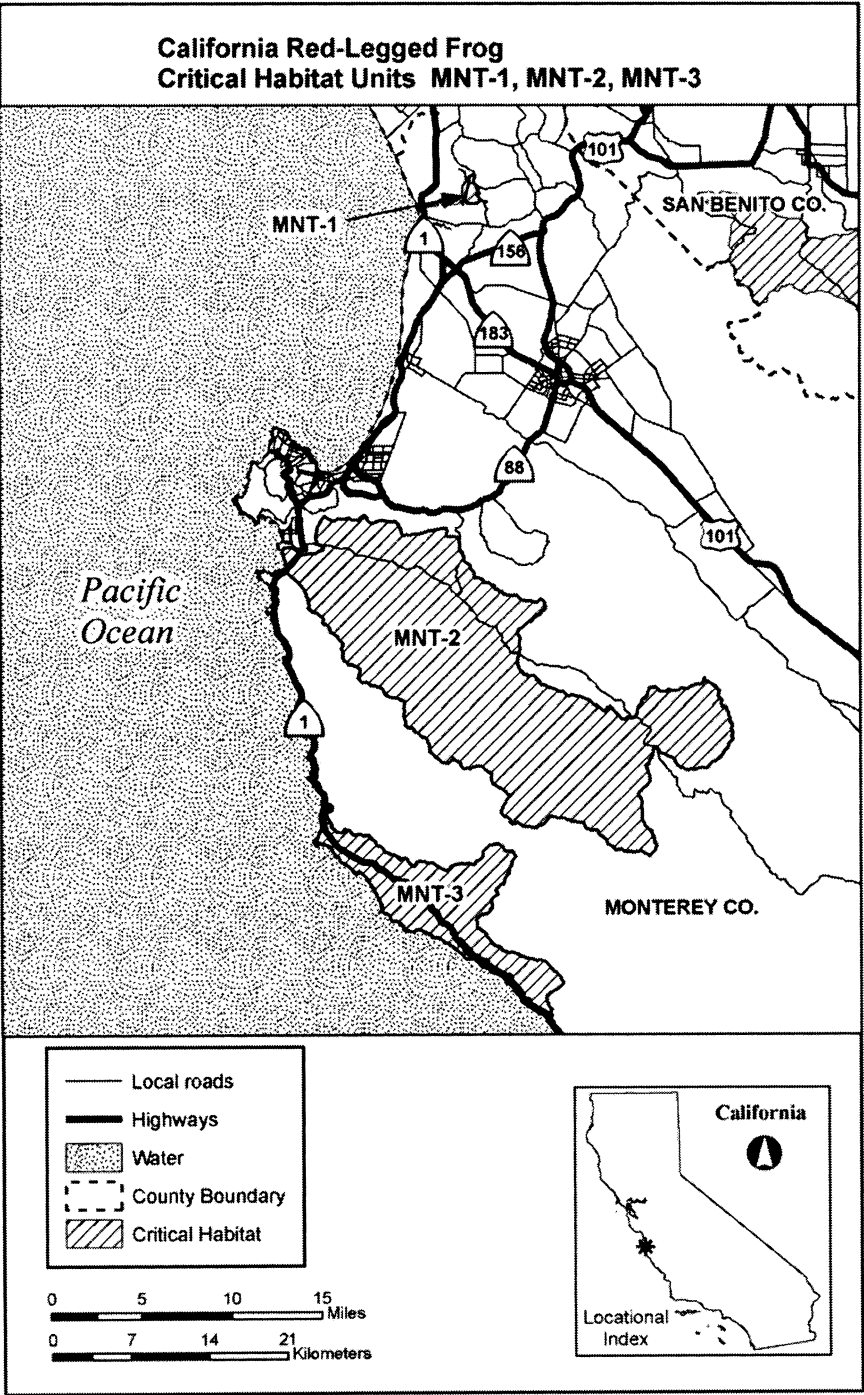 California Red-Legged Frog
Critical Habitat Units MNT-1, MNT-2, MNT-3
101
SAN BENITO CO.
MNT-1
1
156
183
88
101
Pacific
Ocean
MNT-2
1
MNT-3
MONTEREY CO.
Local roads
Highways
Water
County Boundary
Critical Habitat
0 5 10 15
Miles
0 7 14 21
Kilometers
California
Locational
Index